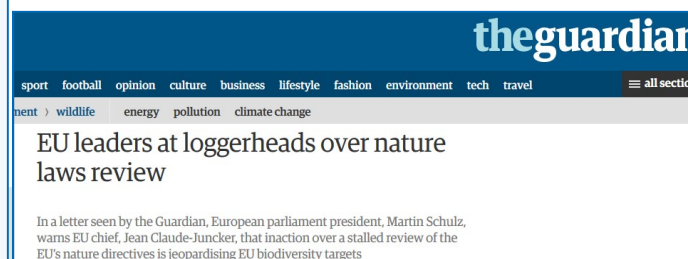 theguardian
sport football opinion culture business lifestyle fashion environment tech travel ≡ all sectio
ment › wildlife energy pollution climate change
EU leaders at loggerheads over nature
laws review
In a letter seen by the Guardian, European parliament president, Martin Schulz,
warns EU chief, Jean Claude-Juncker, that inaction over a stalled review of the
EU's nature directives is jeopardising EU biodiversity targets